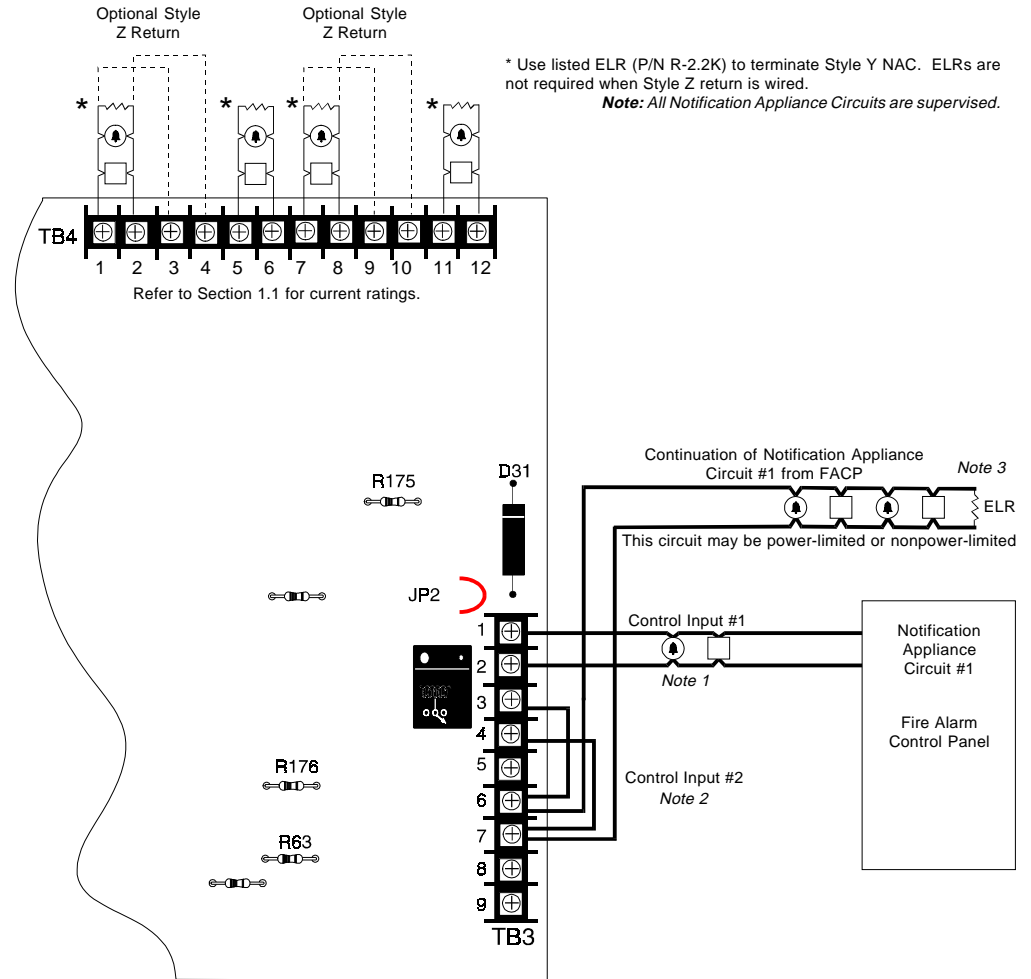 Optional Style
Z Return
Optional Style
Z Return
* Use listed ELR (P/N R-2.2K) to terminate Style Y NAC. ELRs are
not required when Style Z return is wired.
Note: All Notification Appliance Circuits are supervised.
* * * *
TB4
1 2 3 4 5 6 7 8 9 10 11 12
Refer to Section 1.1 for current ratings.
Continuation of Notification Appliance
Circuit #1 from FACP
Note 3
ELR
This circuit may be power-limited or nonpower-limited
R175
D31
JP2
Control Input #1
Note 1
Notification
Appliance
Circuit #1
Fire Alarm
Control Panel
1
2
3
4
5
6
7
8
9
TB3
Control Input #2
Note 2
R176
R63